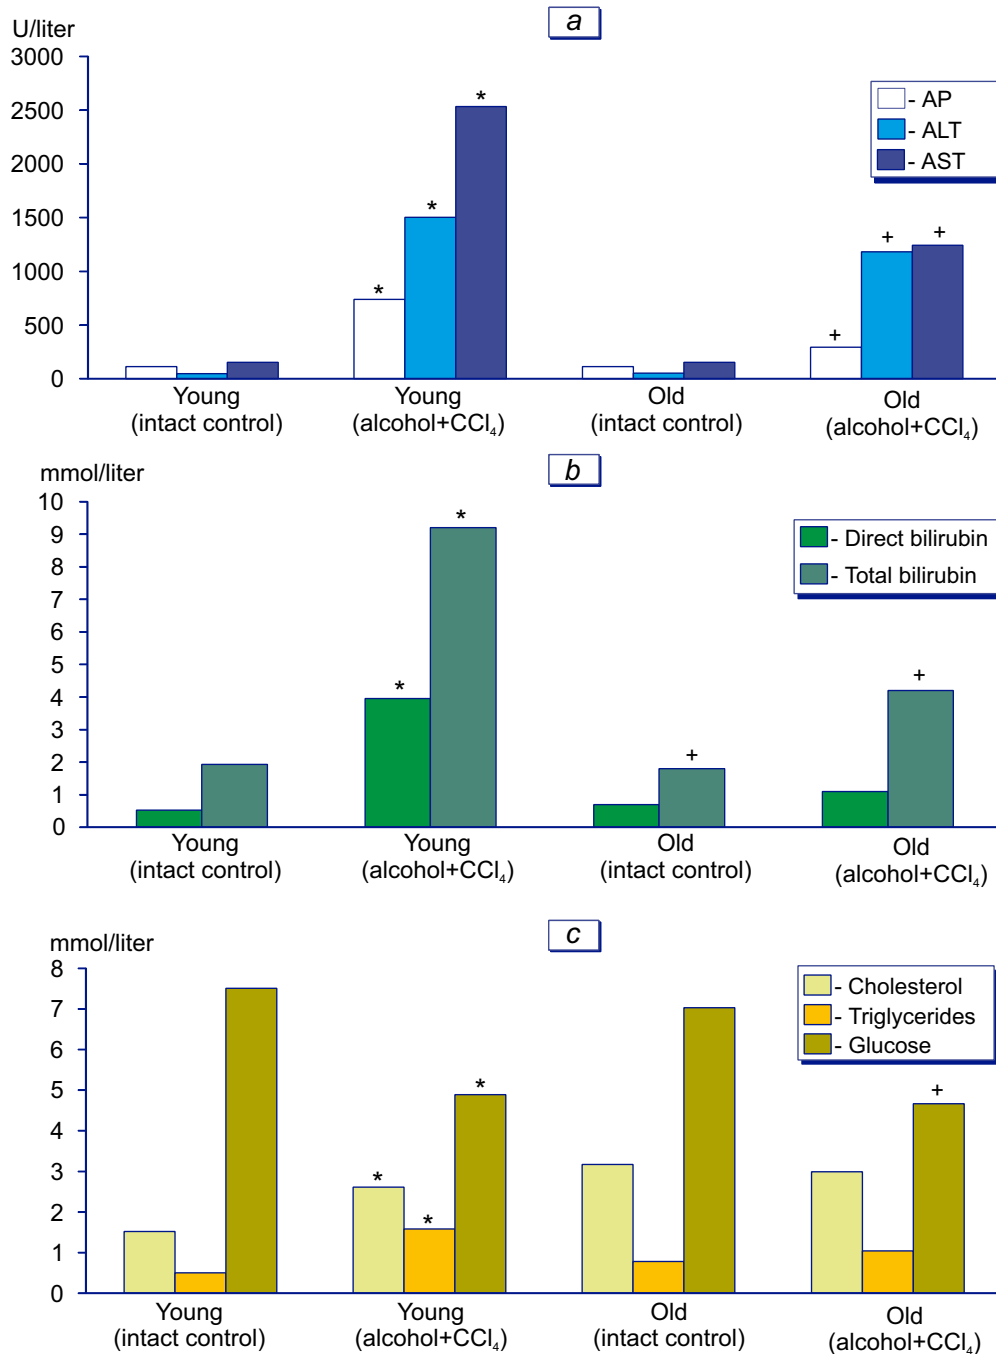 a
U/liter
3000
2500
2000
1500
1000
500
0
- AP
- ALT
- AST
* * *
+ + +
Young (intact control)
Young (alcohol+CCl₄)
Old (intact control)
Old (alcohol+CCl₄)
b
mmol/liter
10
9
8
7
6
5
4
3
2
1
0
- Direct bilirubin
- Total bilirubin
* *
+
+
Young (intact control)
Young (alcohol+CCl₄)
Old (intact control)
Old (alcohol+CCl₄)
c
mmol/liter
8
7
6
5
4
3
2
1
0
- Cholesterol
- Triglycerides
- Glucose
* * *
+
Young (intact control)
Young (alcohol+CCl₄)
Old (intact control)
Old (alcohol+CCl₄)